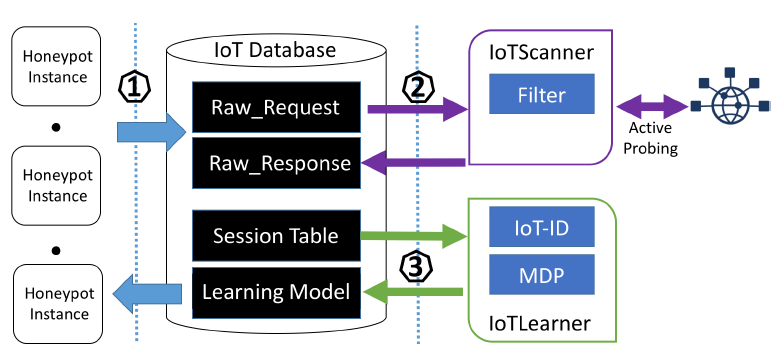 Honeypot
Instance
Honeypot
Instance
Honeypot
Instance
1
IoT Database
Raw_Request
Raw_Response
Session Table
Learning Model
2
3
IoTScanner
Filter
Active
Probing
IoT-ID
MDP
IoTLearner